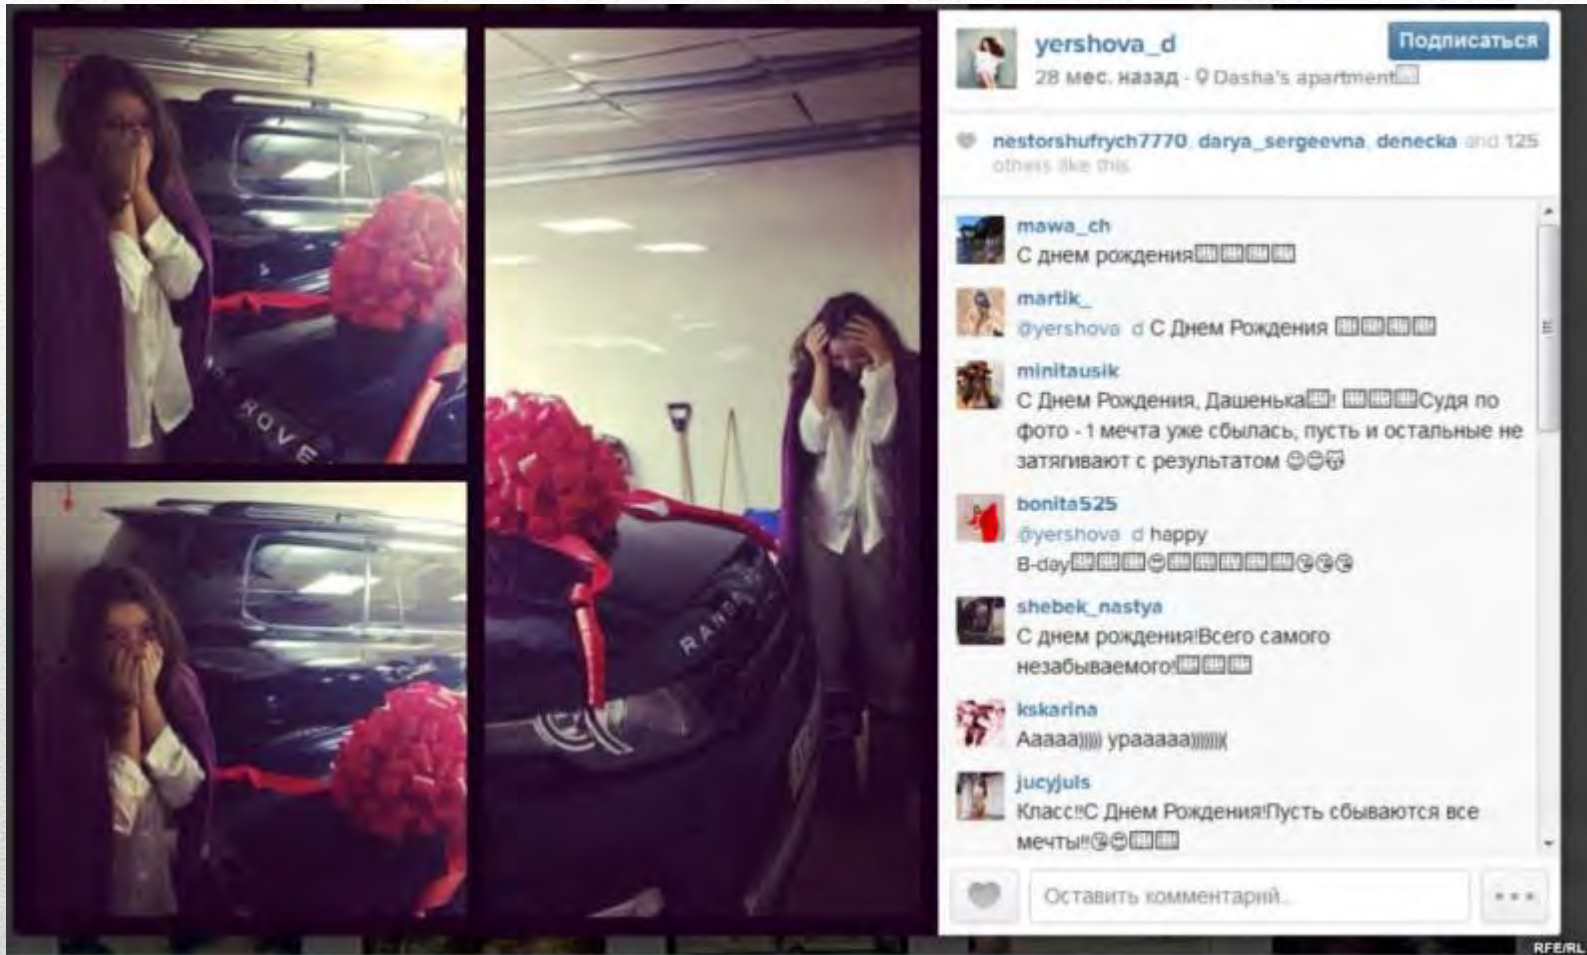 ROVE
RANGE
yershova_d
Подписаться
28 мес. назад - Dasha's apartment
nestorshufrych7770, darya_sergeevna, denecka and 125
others like this
mawa_ch
С днем рождения
martik_
@yershova_d С Днем Рождения
minitausik
С Днем Рождения, Дашенька! Судя по
фото - 1 мечта уже сбылась, пусть и остальные не
затягивают с результатом 😊😊😽
bonita525
@yershova_d happy
B-day😍😘😘😘
shebek_nastya
С днем рождения!Всего самого
незабываемого!
kskarina
Ааааа))))) урааааа)))))))(
jucyjuls
Класс!!С Днем Рождения!Пусть сбываются все
мечты!!😘😍
Оставить комментарий...
RFE/RL